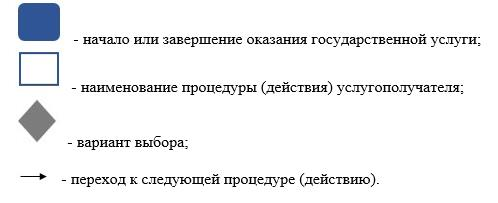 - начало или завершение оказания государственной услуги;
- наименование процедуры (действия) услугополучателя;
- вариант выбора;
- переход к следующей процедуре (действию).